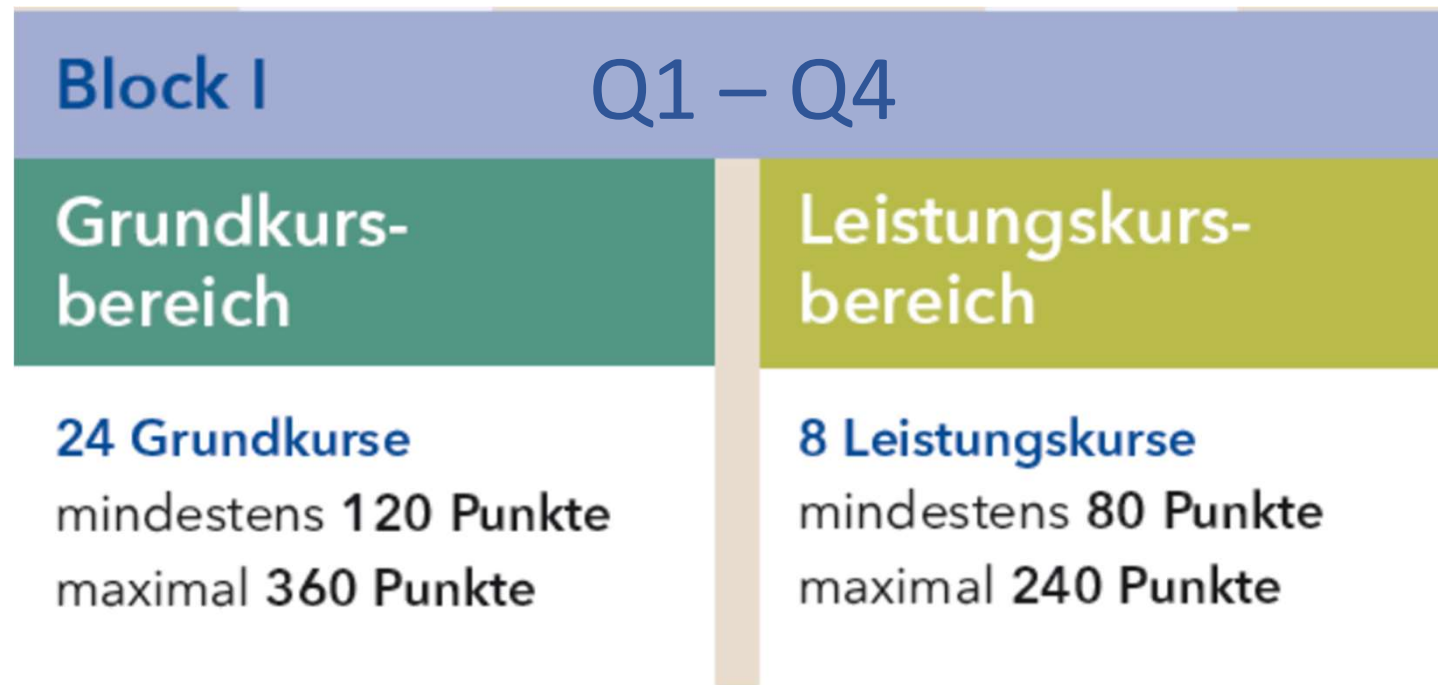 Block I
Q1 – Q4
Grundkurs-
bereich
24 Grundkurse
mindestens 120 Punkte
maximal 360 Punkte
Leistungskurs-
bereich
8 Leistungskurse
mindestens 80 Punkte
maximal 240 Punkte